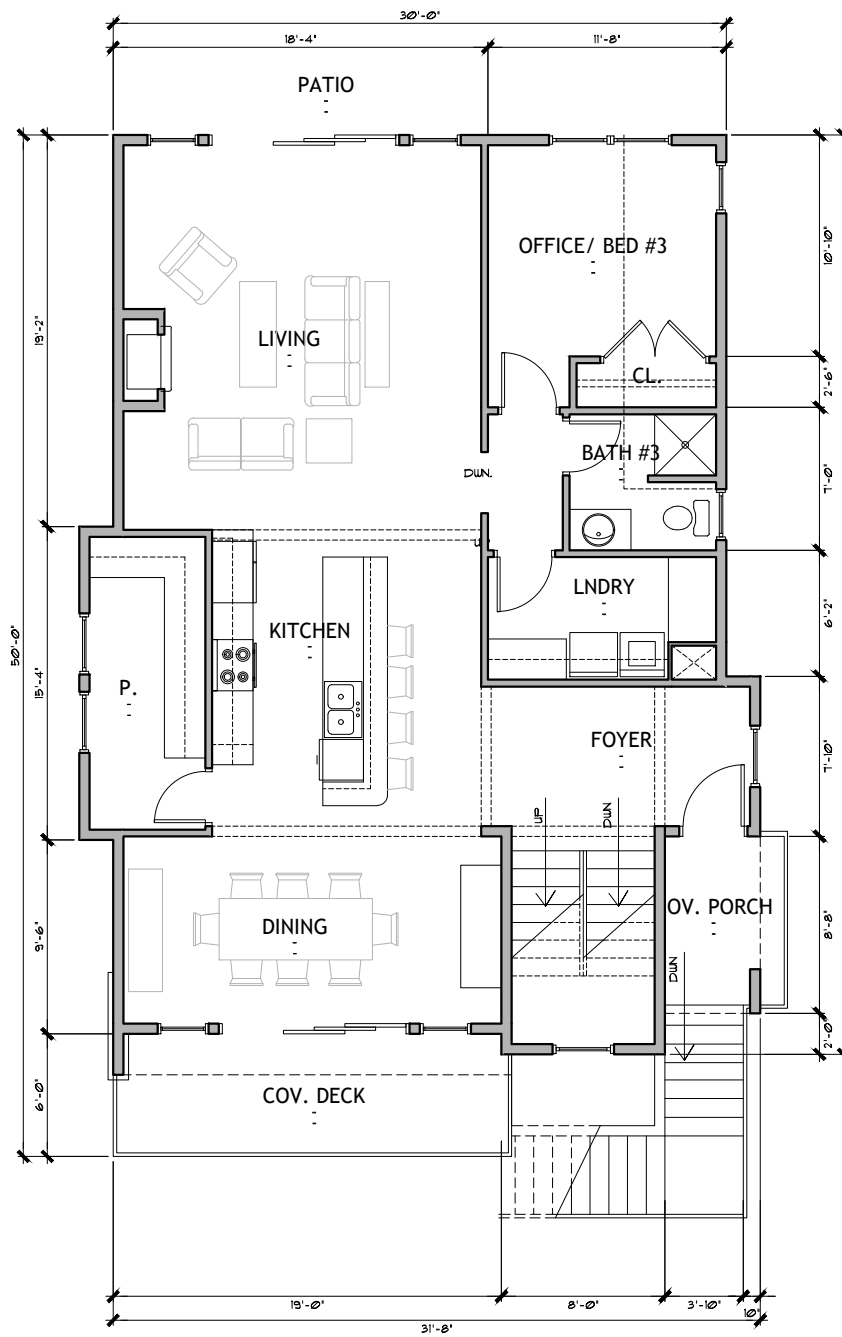 30'-0"
18'-4"
11'-8"
PATIO
OFFICE/ BED #3
10'-10"
19'-2"
LIVING
CL.
2'-6"
BATH #3
DWN.
7'-0"
LNDRY
6'-2"
KITCHEN
50'-0"
15'-4"
P.
FOYER
7'-10"
UP
DWN
OV. PORCH
DINING
9'-6"
8'-8"
DWN
2'-0"
COV. DECK
6'-0"
19'-0"
8'-0"
3'-10"
10"
31'-8"